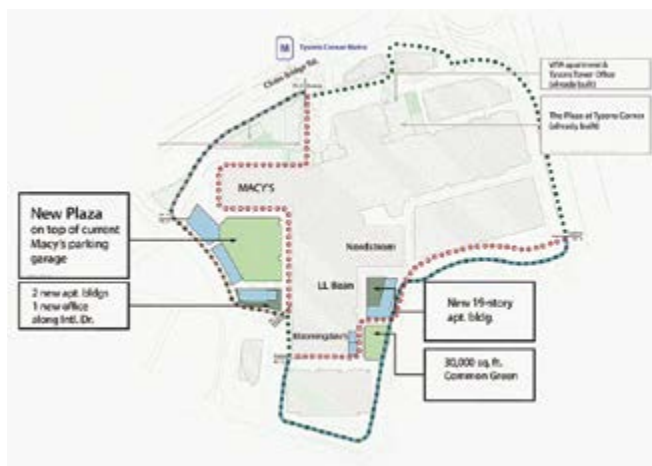 M
Tysons Corner Metro
Chain Bridge Rd.
VITA apartment &
Tysons Tower Office
(already built)
The Plaza at Tysons Corner
(already built)
MACY'S
New Plaza
on top of current
Macy's parking
garage
Nordstrom
2 new apt. bldgs
1 new office
along Intl. Dr.
LL Bean
New 19-story
apt. bldg.
Bloomingdale's
30,000 sq. ft.
Common Green